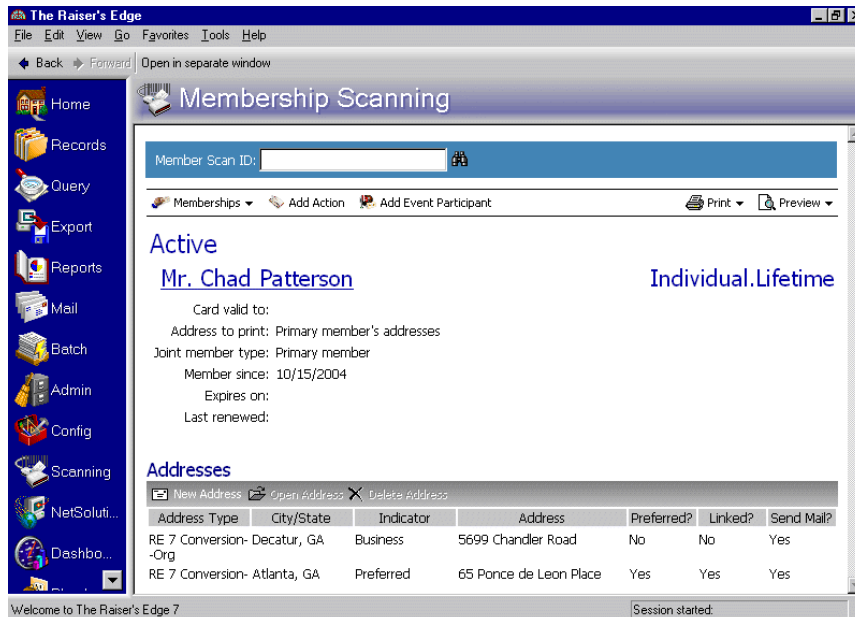 The Raiser's Edge
File Edit View Go Favorites Tools Help
Back Forward Open in separate window
Membership Scanning
Home
Records
Query
Export
Reports
Mail
Batch
Admin
Config
Scanning
NetSoluti...
Dashbo...
Member Scan ID:
Memberships Add Action Add Event Participant Print Preview
Active
Mr. Chad Patterson Individual.Lifetime
Card valid to:
Address to print: Primary member's addresses
Joint member type: Primary member
Member since: 10/15/2004
Expires on:
Last renewed:
Addresses
New Address Open Address Delete Address
Address Type City/State Indicator Address Preferred? Linked? Send Mail?
RE 7 Conversion- Decatur, GA Business 5699 Chandler Road No No Yes
-Org
RE 7 Conversion- Atlanta, GA Preferred 65 Ponce de Leon Place Yes Yes Yes
Welcome to The Raiser's Edge 7 Session started: